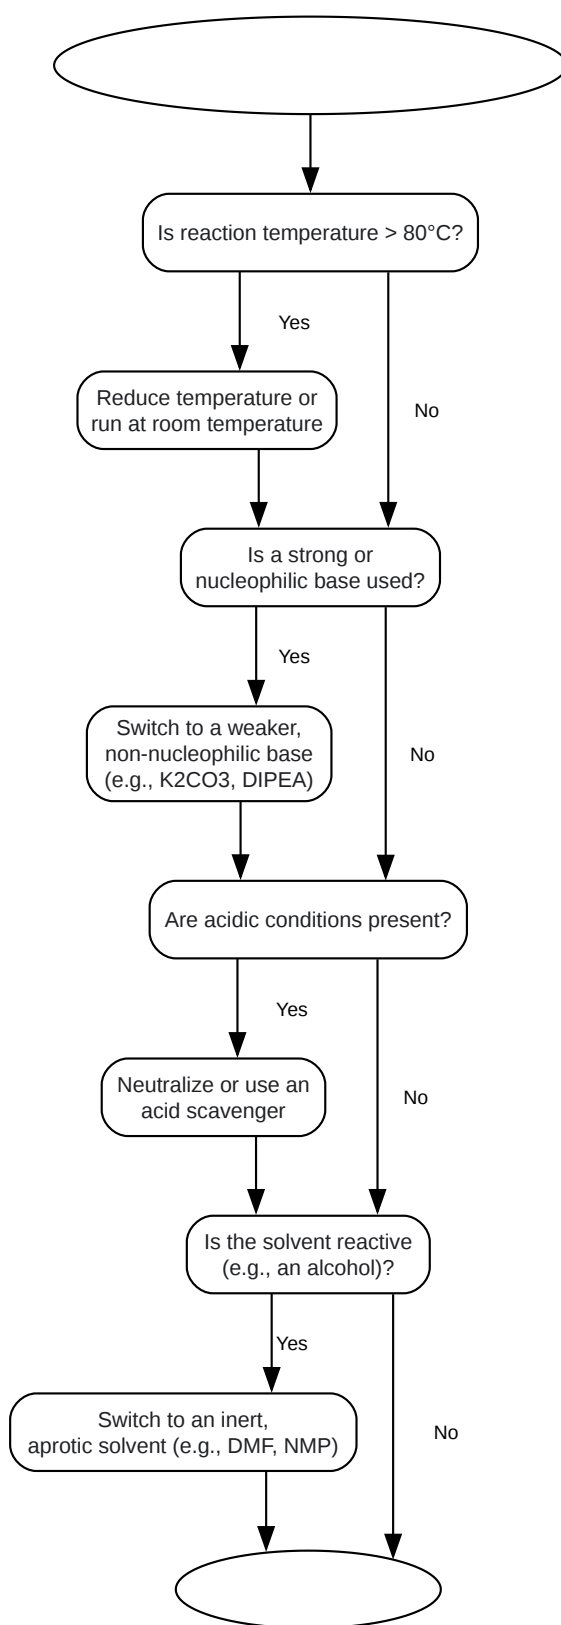 Is reaction temperature > 80°C?
Yes
Reduce temperature or
run at room temperature
No
Is a strong or
nucleophilic base used?
Yes
Switch to a weaker,
non-nucleophilic base
(e.g., K2CO3, DIPEA)
No
Are acidic conditions present?
Yes
Neutralize or use an
acid scavenger
No
Is the solvent reactive
(e.g., an alcohol)?
Yes
Switch to an inert,
aprotic solvent (e.g., DMF, NMP)
No